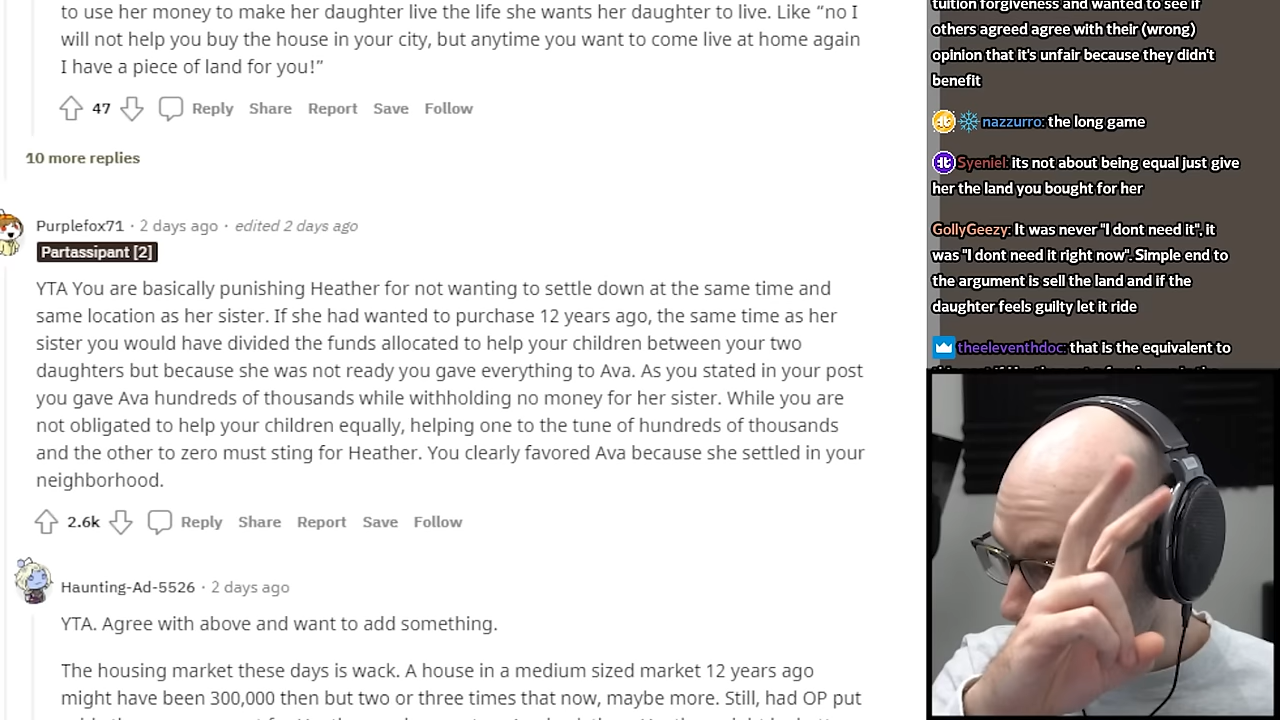 to use her money to make her daughter live the life she wants her daughter to live. Like “no I
will not help you buy the house in your city, but anytime you want to come live at home again
I have a piece of land for you!”
47 Reply Share Report Save Follow
10 more replies
Purplefox71 · 2 days ago · edited 2 days ago
Partassipant [2]
YTA You are basically punishing Heather for not wanting to settle down at the same time and
same location as her sister. If she had wanted to purchase 12 years ago, the same time as her
sister you would have divided the funds allocated to help your children between your two
daughters but because she was not ready you gave everything to Ava. As you stated in your post
you gave Ava hundreds of thousands while withholding no money for her sister. While you are
not obligated to help your children equally, helping one to the tune of hundreds of thousands
and the other to zero must sting for Heather. You clearly favored Ava because she settled in your
neighborhood.
2.6k Reply Share Report Save Follow
Haunting-Ad-5526 · 2 days ago
YTA. Agree with above and want to add something.
The housing market these days is wack. A house in a medium sized market 12 years ago
might have been 300,000 then but two or three times that now, maybe more. Still, had OP put
tuition forgiveness and wanted to see if
others agreed agree with their (wrong)
opinion that it's unfair because they didn't
benefit
nazzurro: the long game
Syeniel: its not about being equal just give
her the land you bought for her
GollyGeezy: It was never "I dont need it", it
was "I dont need it right now". Simple end to
the argument is sell the land and if the
daughter feels guilty let it ride
theeleventhdoc: that is the equivalent to